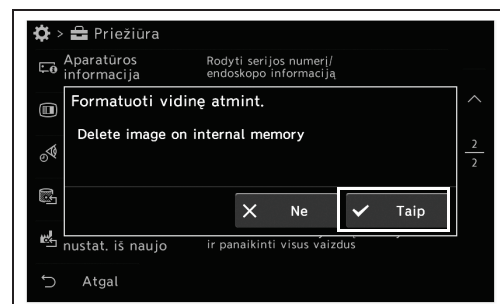 > Priežiūra
Aparatūros
informacija
Rodyti serijos numerį/
endoskopo informaciją
Formatuoti vidinę atmint.
Delete image on internal memory
2
2
Ne
Taip
nustat. iš naujo
ir panaikinti visus vaizdus
Atgal